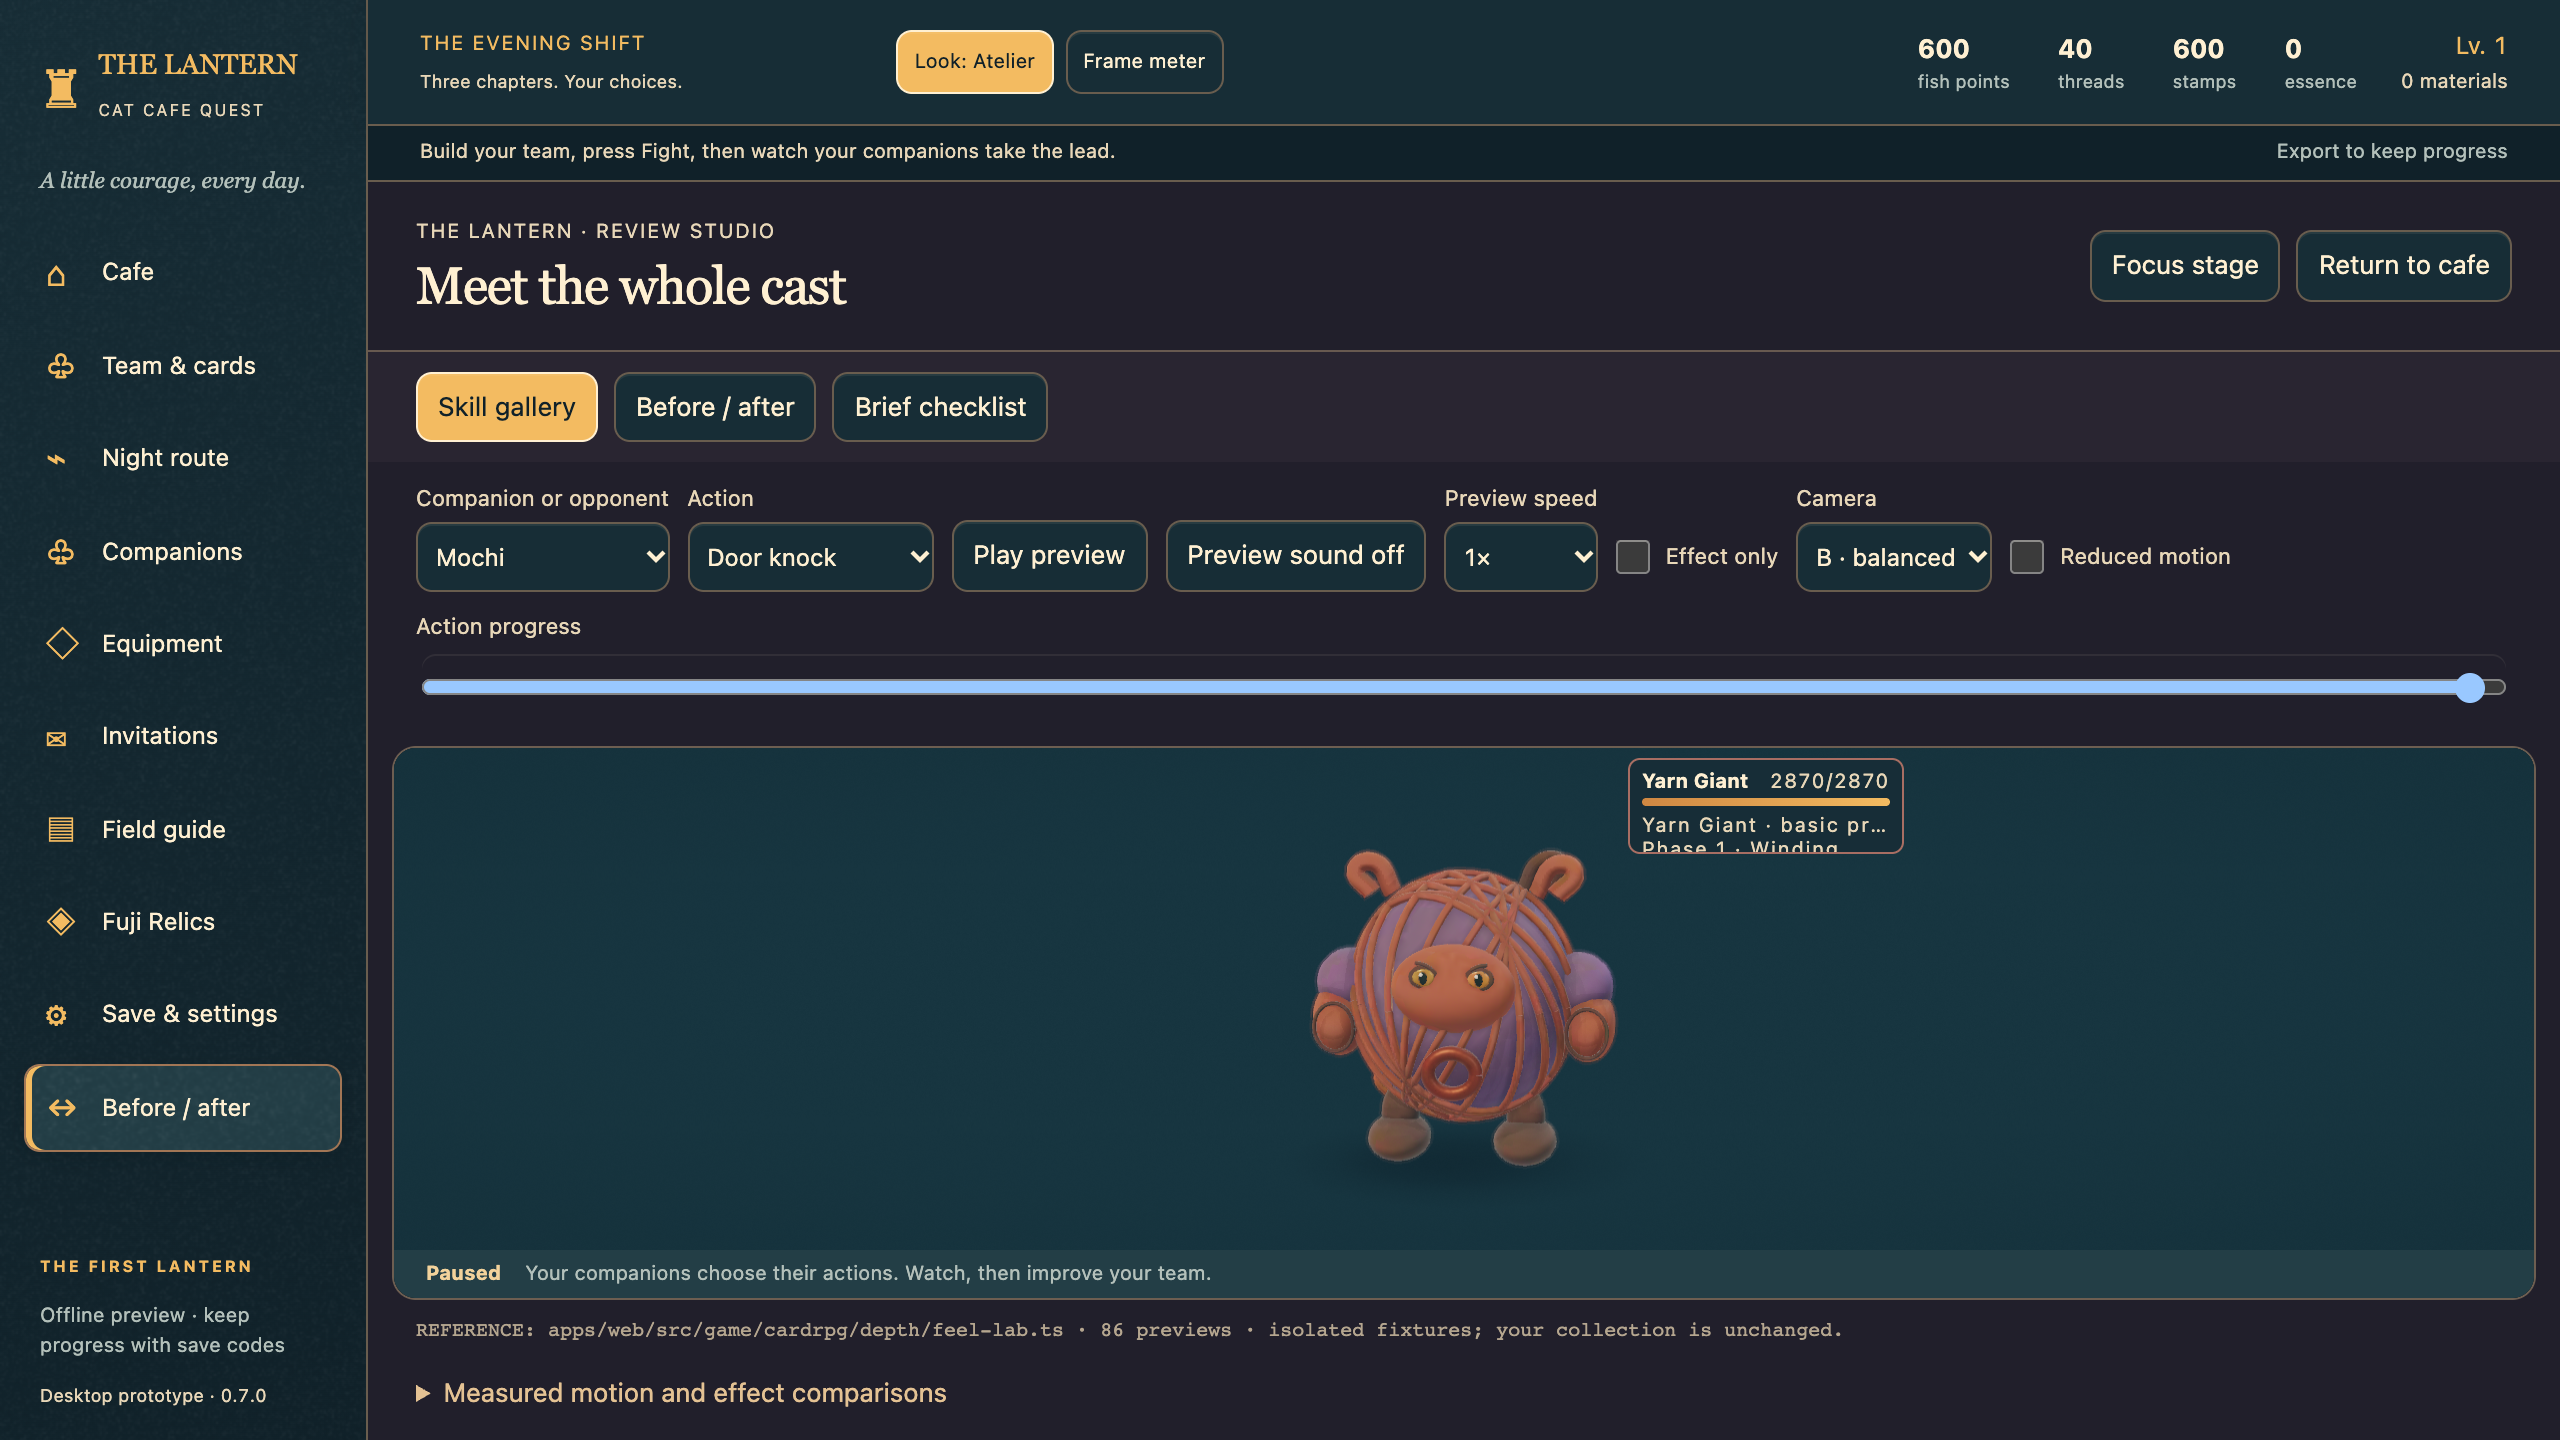 THE LANTERN
CAT CAFE QUEST
A little courage, every day.
Cafe
Team & cards
Night route
Companions
Equipment
Invitations
Field guide
Fuji Relics
Save & settings
Before / after
THE FIRST LANTERN
Offline preview · keep
progress with save codes
Desktop prototype · 0.7.0
THE EVENING SHIFT
Three chapters. Your choices.
Look: Atelier
Frame meter
600
fish points
40
threads
600
stamps
0
essence
Lv. 1
0 materials
Build your team, press Fight, then watch your companions take the lead.
Export to keep progress
THE LANTERN · REVIEW STUDIO
Meet the whole cast
Focus stage
Return to cafe
Skill gallery
Before / after
Brief checklist
Companion or opponent
Mochi
Action
Door knock
Play preview
Preview sound off
Preview speed
1×
Effect only
Camera
B · balanced
Reduced motion
Action progress
Yarn Giant 2870/2870
Yarn Giant · basic pr…
Phase 1 · Winding
Paused Your companions choose their actions. Watch, then improve your team.
REFERENCE: apps/web/src/game/cardrpg/depth/feel-lab.ts · 86 previews · isolated fixtures; your collection is unchanged.
Measured motion and effect comparisons